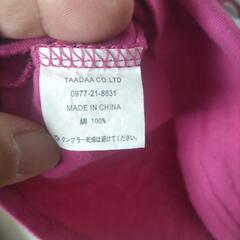 TAADAA CO.LTD
0977-21-8831
MADE IN CHINA
綿 100%
タンブラー乾燥は避けてください。